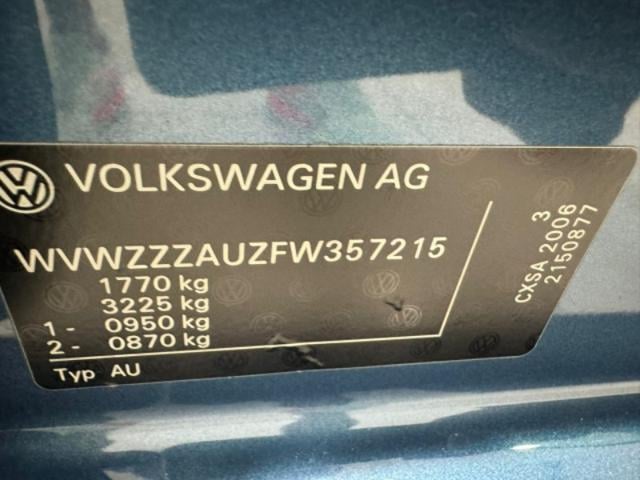 VOLKSWAGEN AG
WVWZZZAUZFW357215
1770 kg
3225 kg
1- 0950 kg
2- 0870 kg
Typ AU
3
CXSA 2006
2150877